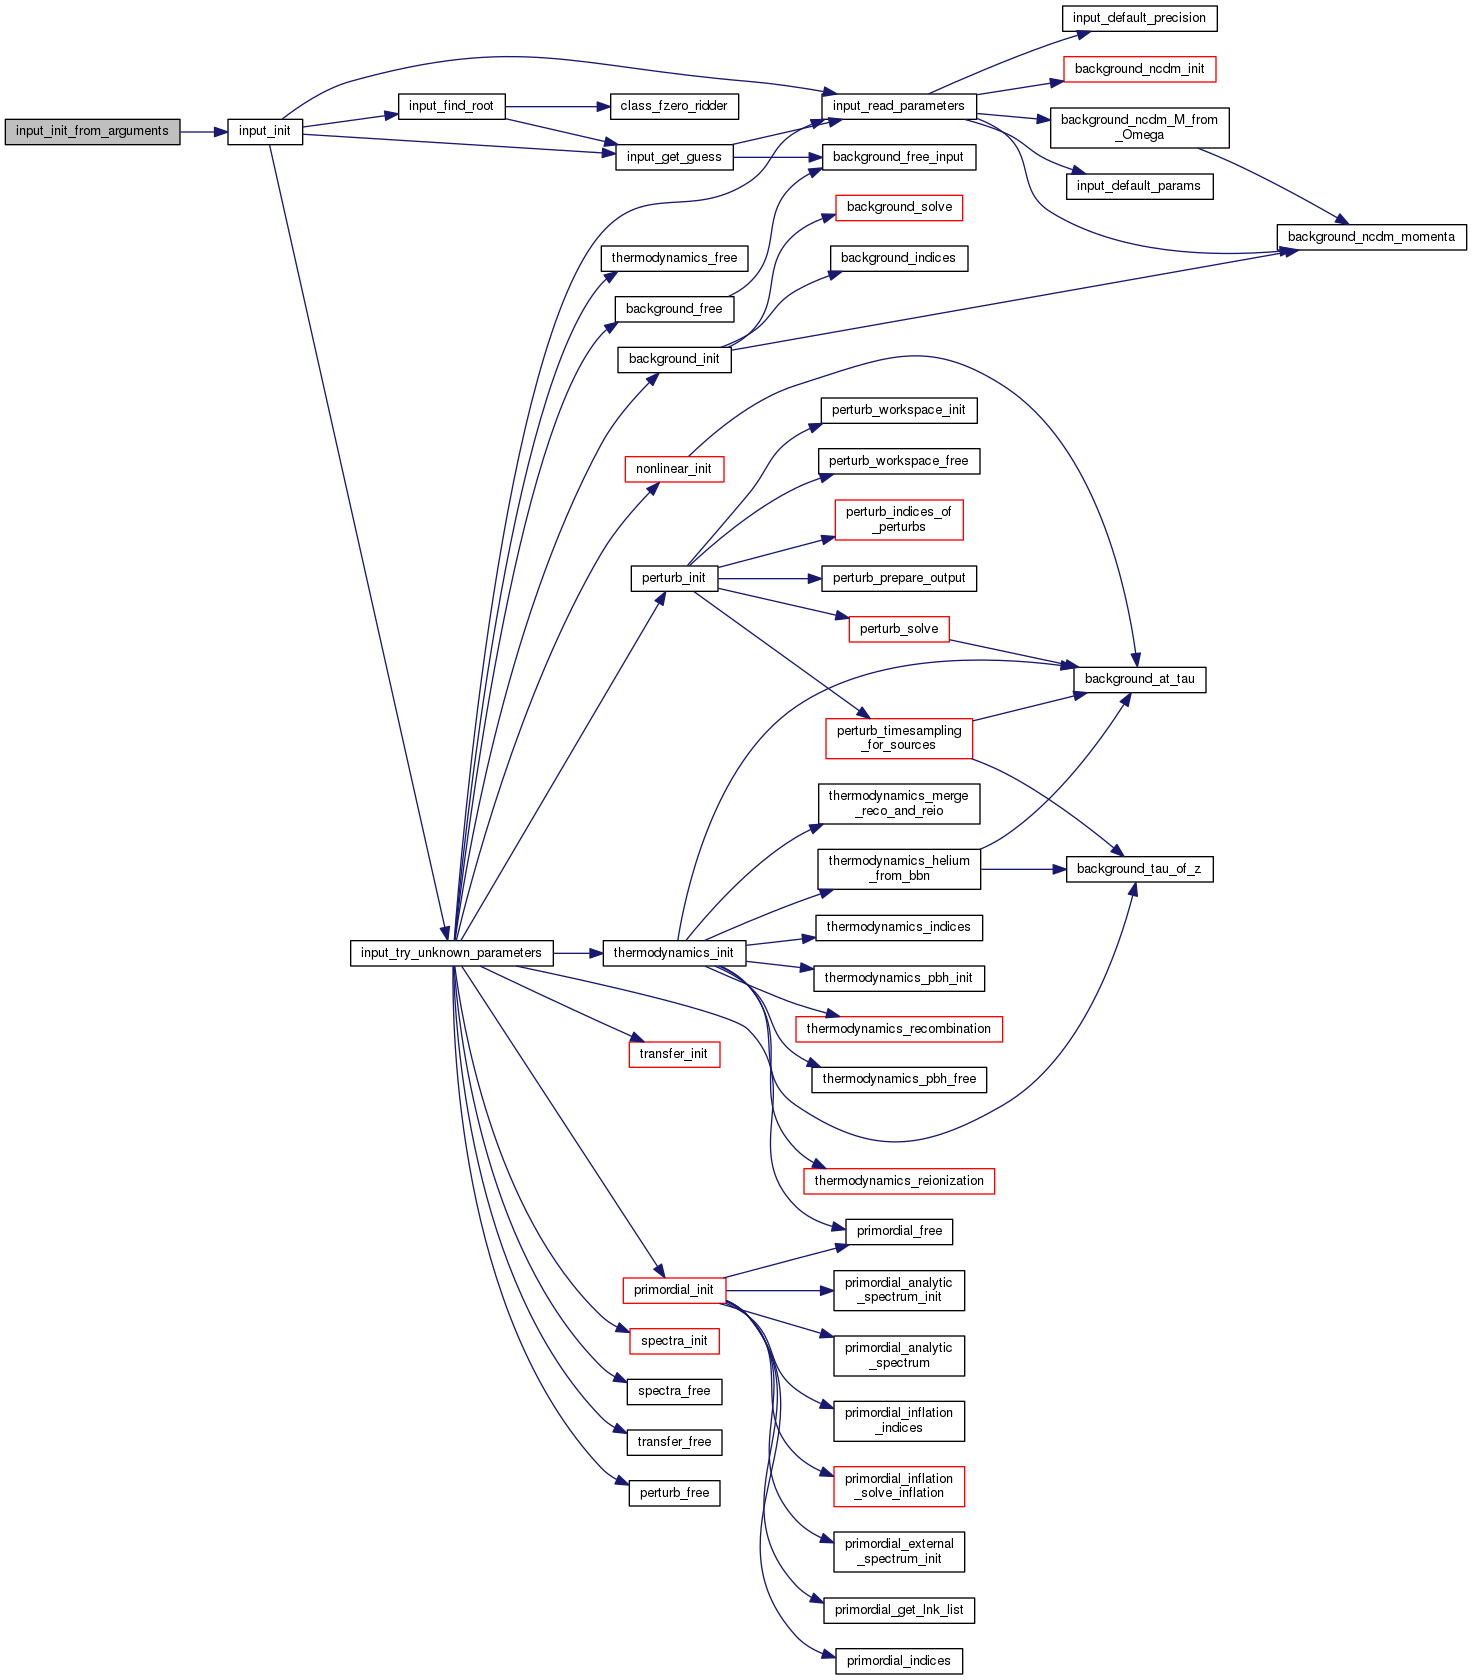 input_default_precision
background_ncdm_init
input_find_root
class_fzero_ridder
input_read_parameters
input_init_from_arguments
input_init
background_ncdm_M_from
_Omega
input_get_guess
background_free_input
input_default_params
background_solve
background_ncdm_momenta
thermodynamics_free
background_indices
background_free
background_init
perturb_workspace_init
nonlinear_init
perturb_workspace_free
perturb_indices_of
_perturbs
perturb_init
perturb_prepare_output
perturb_solve
background_at_tau
perturb_timesampling
_for_sources
thermodynamics_merge
_reco_and_reio
thermodynamics_helium
_from_bbn
background_tau_of_z
thermodynamics_indices
input_try_unknown_parameters
thermodynamics_init
thermodynamics_pbh_init
thermodynamics_recombination
transfer_init
thermodynamics_pbh_free
thermodynamics_reionization
primordial_free
primordial_init
primordial_analytic
_spectrum_init
spectra_init
primordial_analytic
_spectrum
spectra_free
primordial_inflation
_indices
transfer_free
primordial_inflation
_solve_inflation
perturb_free
primordial_external
_spectrum_init
primordial_get_lnk_list
primordial_indices